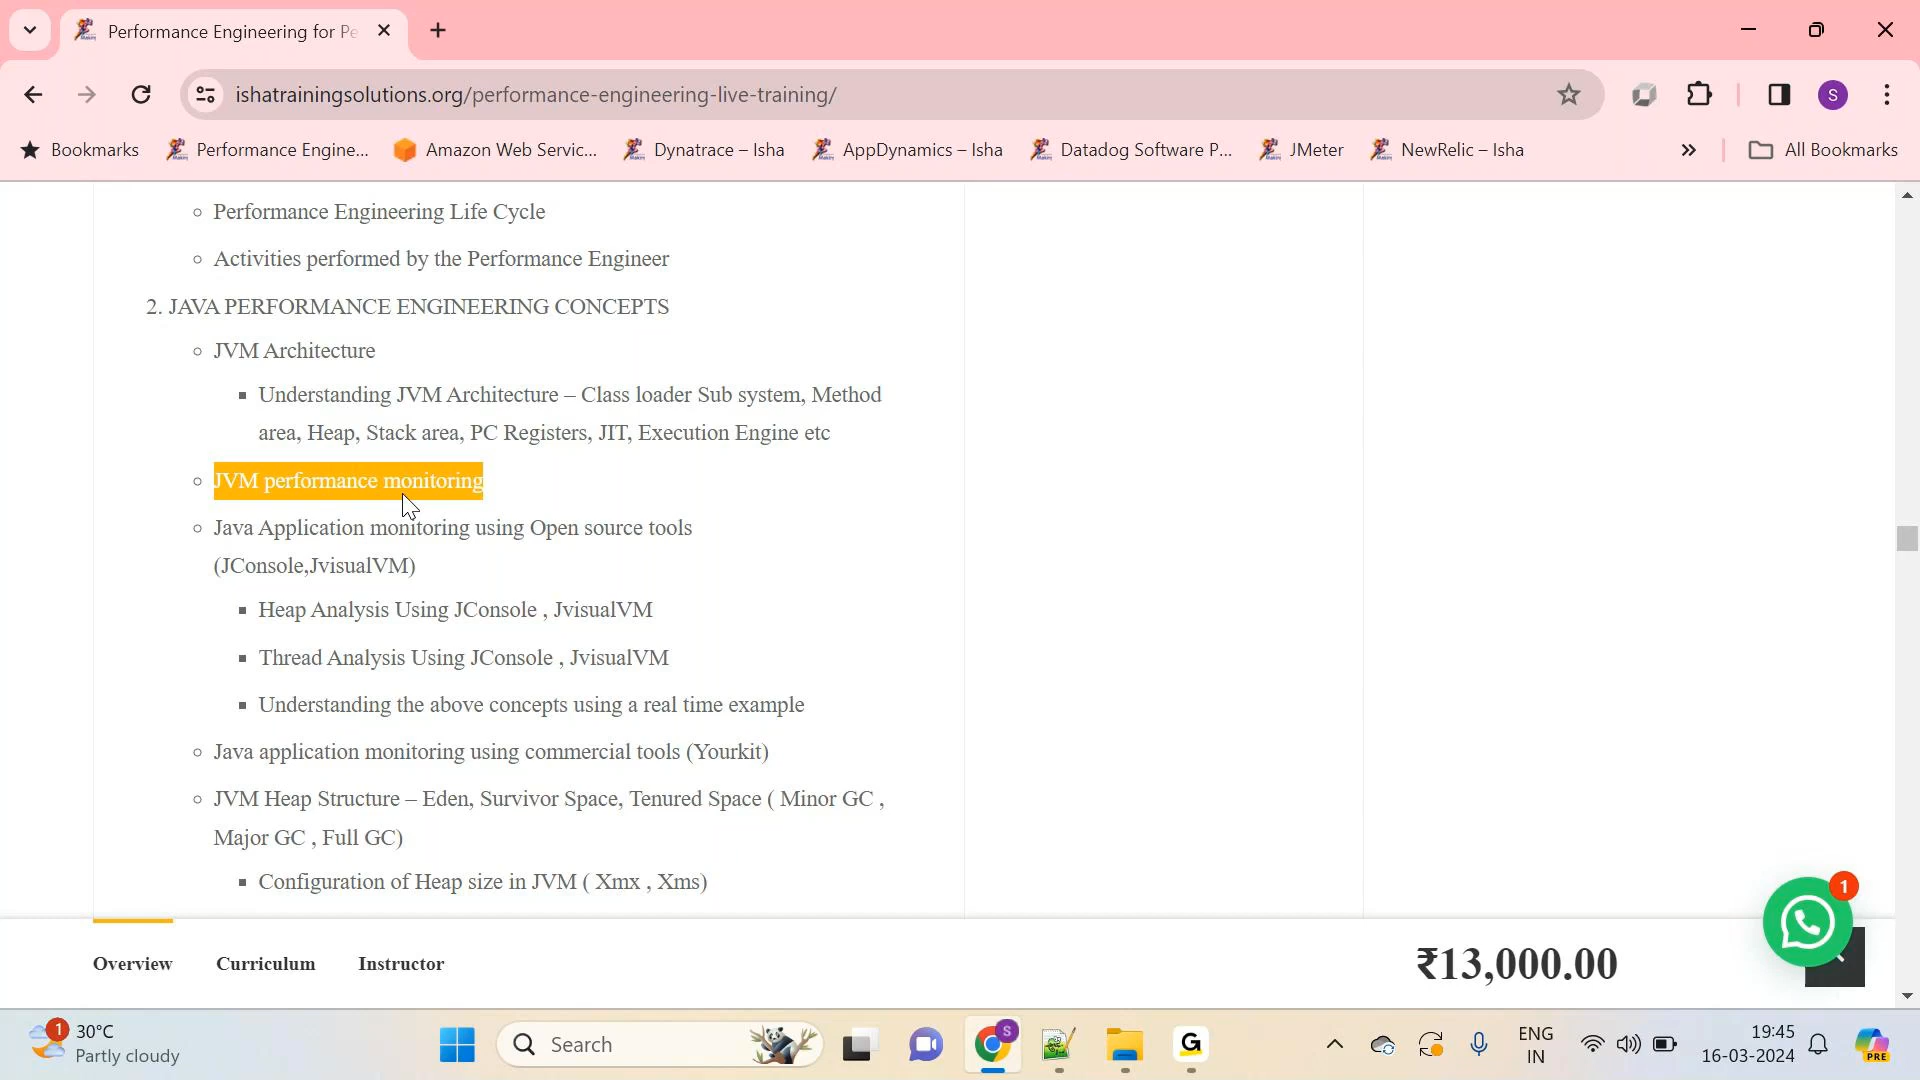 Performance Engineering for Pe
ishatrainingsolutions.org/performance-engineering-live-training/
S
Bookmarks
Performance Engine...
Amazon Web Servic...
Dynatrace – Isha
AppDynamics – Isha
Datadog Software P...
JMeter
NewRelic – Isha
»
All Bookmarks
Performance Engineering Life Cycle
Activities performed by the Performance Engineer
2. JAVA PERFORMANCE ENGINEERING CONCEPTS
JVM Architecture
Understanding JVM Architecture – Class loader Sub system, Method
area, Heap, Stack area, PC Registers, JIT, Execution Engine etc
JVM performance monitoring
Java Application monitoring using Open source tools
(JConsole,JvisualVM)
Heap Analysis Using JConsole , JvisualVM
Thread Analysis Using JConsole , JvisualVM
Understanding the above concepts using a real time example
Java application monitoring using commercial tools (Yourkit)
JVM Heap Structure – Eden, Survivor Space, Tenured Space ( Minor GC ,
Major GC , Full GC)
Configuration of Heap size in JVM ( Xmx , Xms)
1
Overview
Curriculum
Instructor
₹13,000.00
1
30°C
Partly cloudy
Search
S
G
ENG
IN
19:45
16-03-2024
PRE